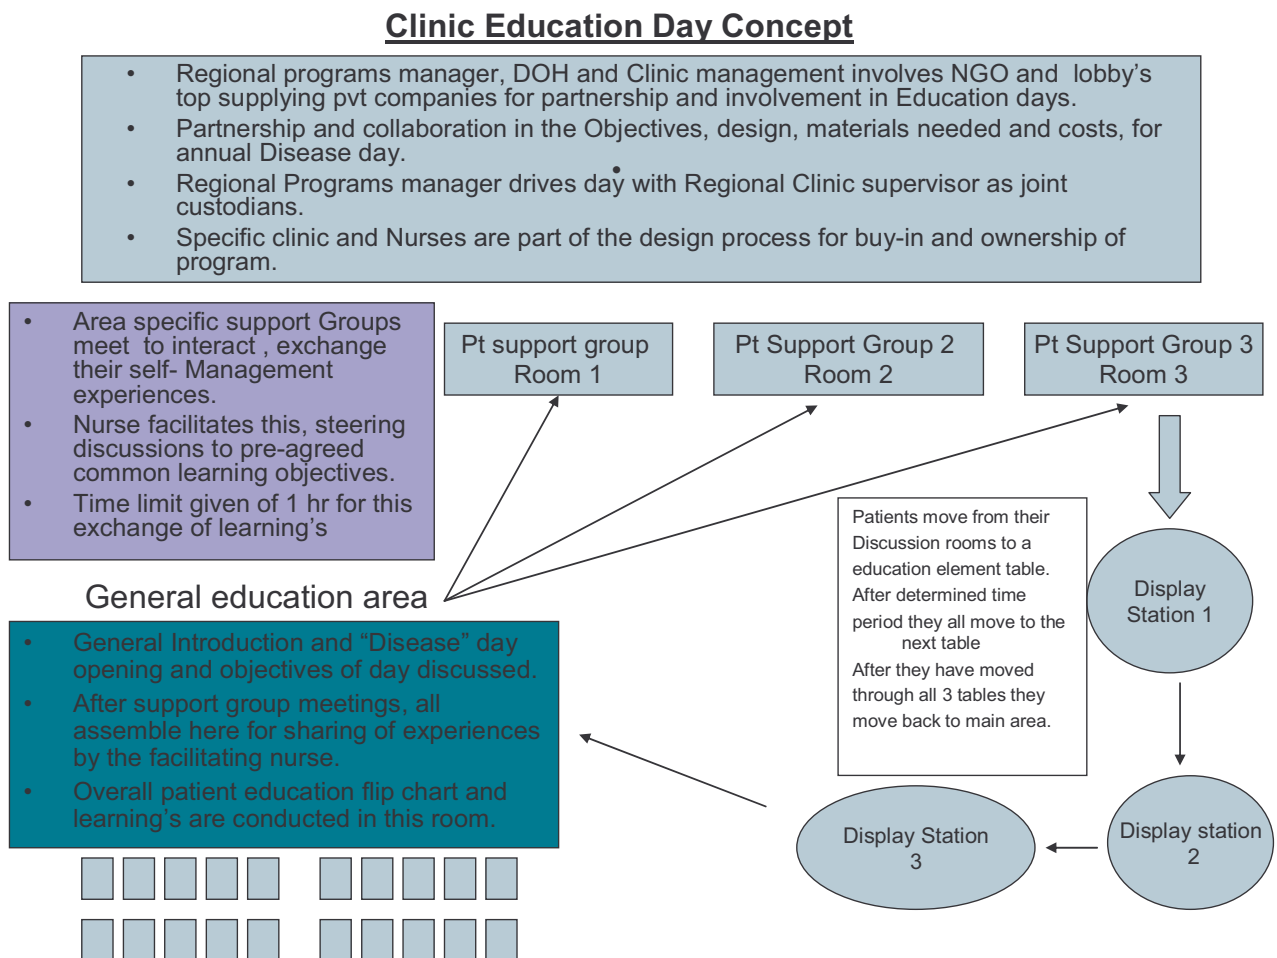 Clinic Education Day Concept
• Regional programs manager, DOH and Clinic management involves NGO and lobby’s
top supplying pvt companies for partnership and involvement in Education days.
• Partnership and collaboration in the Objectives, design, materials needed and costs, for
annual Disease day.
•
• Regional Programs manager drives day with Regional Clinic supervisor as joint
custodians.
• Specific clinic and Nurses are part of the design process for buy-in and ownership of
program.
• Area specific support Groups
meet to interact , exchange
their self- Management
experiences.
• Nurse facilitates this, steering
discussions to pre-agreed
common learning objectives.
• Time limit given of 1 hr for this
exchange of learning’s
Pt support group
Room 1
Pt Support Group 2
Room 2
Pt Support Group 3
Room 3
Patients move from their
Discussion rooms to a
education element table.
After determined time
period they all move to the
next table
After they have moved
through all 3 tables they
move back to main area.
Display
Station 1
General education area
• General Introduction and “Disease” day
opening and objectives of day discussed.
• After support group meetings, all
assemble here for sharing of experiences
by the facilitating nurse.
• Overall patient education flip chart and
learning’s are conducted in this room.
Display station
2
Display Station
3